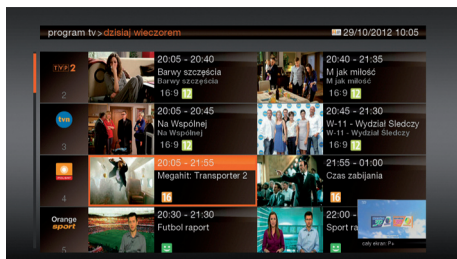 program tv>dzisiaj wieczorem
29/10/2012 10:05
TVP 2
2
20:05 - 20:40
Barwy szczęścia
Barwy szczęścia
16:9 12
20:40 - 21:35
M jak miłość
M jak miłość
16:9 12
tvn
3
20:05 - 20:45
Na Wspólnej
Na Wspólnej
16:9 12
20:45 - 21:30
W-11 - Wydział Śledczy
W-11 - Wydział Śledczy
16:9 12
POLSAT
4
20:05 - 21:55
Megahit: Transporter 2
16
21:55 - 01:00
Czas zabijania
16
Orange
sport
5
20:30 - 21:30
Futbol raport
22:00 -
Sport ra
cały ekran: